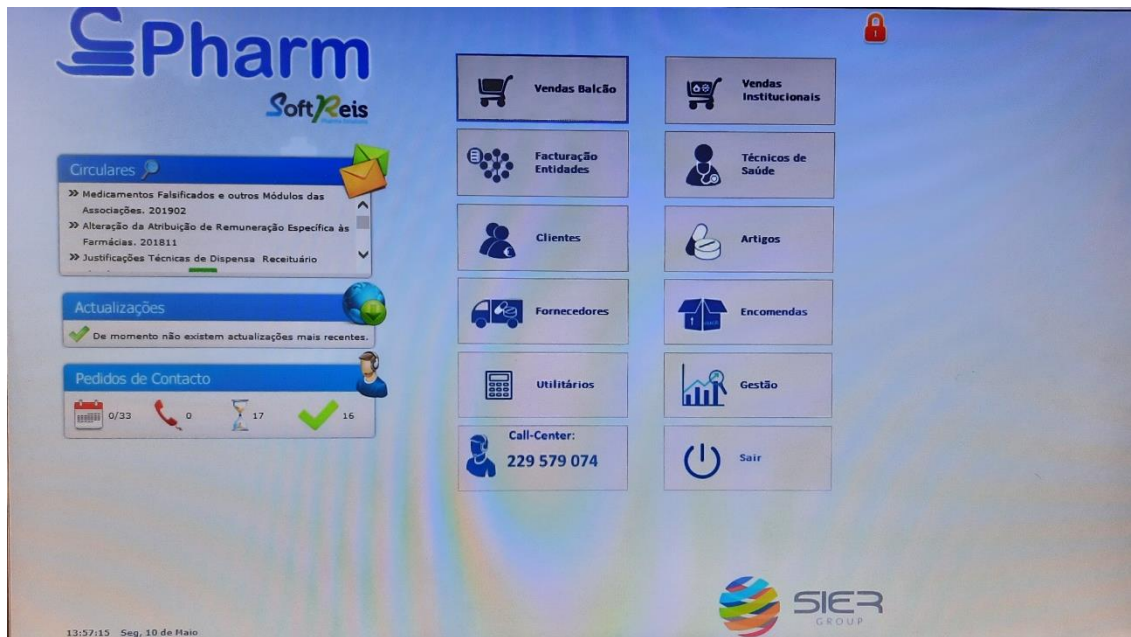 Pharm
SoftReis
Circulares
» Medicamentos Falsificados e outros Módulos das
Associações. 201902
» Alteração da Atribuição de Remuneração Específica às
Farmácias. 201811
» Justificações Técnicas de Dispensa Receituário
Actualizações
De momento não existem actualizações mais recentes.
Pedidos de Contacto
0/33
0
17
16
Vendas Balcão
Vendas
Institucionais
Facturação
Entidades
Técnicos de
Saúde
Clientes
Artigos
Fornecedores
Encomendas
Utilitários
Gestão
Call-Center:
229 579 074
Sair
SIER
GROUP
13:57:15 Seg, 10 de Maio